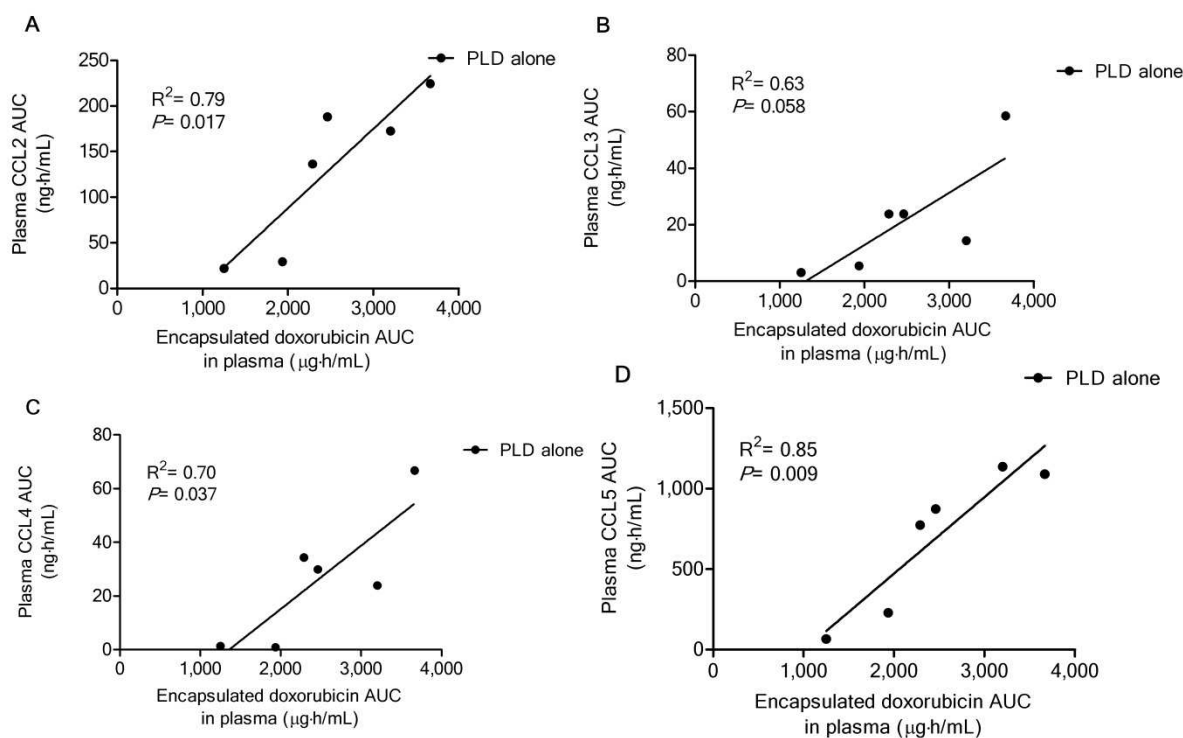 A
PLD alone
250
200
150
100
50
0
R²= 0.79
P= 0.017
Plasma CCL2 AUC
(ng·h/mL)
0
1,000
2,000
3,000
4,000
Encapsulated doxorubicin AUC
in plasma (μg·h/mL)
B
PLD alone
80
60
40
20
0
R²= 0.63
P= 0.058
Plasma CCL3 AUC
(ng·h/mL)
0
1,000
2,000
3,000
4,000
Encapsulated doxorubicin AUC
in plasma (μg·h/mL)
C
PLD alone
80
60
40
20
0
R²= 0.70
P= 0.037
Plasma CCL4 AUC
(ng·h/mL)
0
1,000
2,000
3,000
4,000
Encapsulated doxorubicin AUC
in plasma (μg·h/mL)
D
PLD alone
1,500
1,000
500
0
R²= 0.85
P= 0.009
Plasma CCL5 AUC
(ng·h/mL)
0
1,000
2,000
3,000
4,000
Encapsulated doxorubicin AUC
in plasma (μg·h/mL)